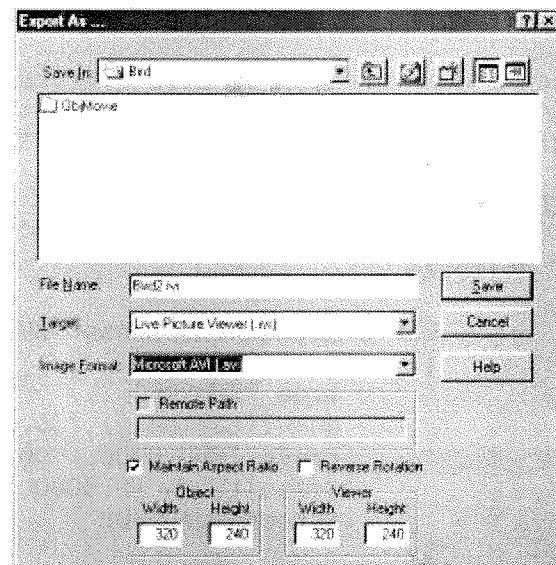 Export As ...
Save In: Bird
ObjMovie
File Name: Bird2.ivr
Save
Target: Live Picture Viewer (.ivr)
Cancel
Image Format: Microsoft AVI (.avi)
Help
Remote Path
Maintain Aspect Ratio Reverse Rotation
Object Viewer
Width Height Width Height
320 240 320 240